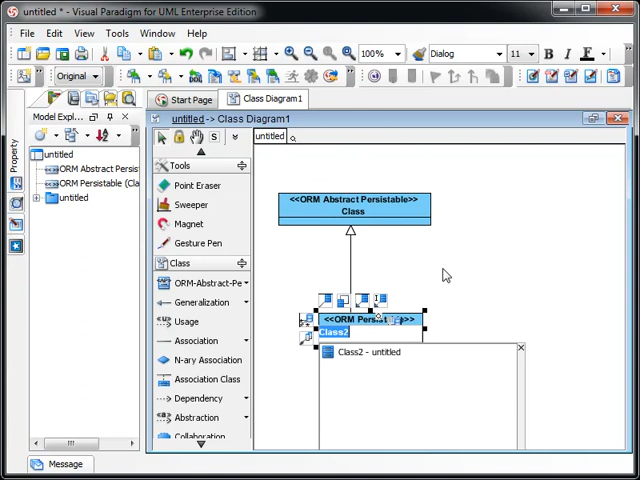 untitled * - Visual Paradigm for UML Enterprise Edition
File Edit View Tools Window Help
100% Dialog 11 B I F
Original
Start Page Class Diagram1
Model Expl...
untitled -> Class Diagram1
Property
untitled
ORM Abstract Persis
ORM Persistable (Cla
untitled
S
untitled
Tools
Point Eraser
Sweeper
Magnet
Gesture Pen
Class
ORM-Abstract-Pe
Generalization
Usage
Association
N-ary Association
Association Class
Dependency
Abstraction
Collaboration
<<ORM Abstract Persistable>>
Class
<<ORM Persistable>>
Class2
Class2 - untitled
Message